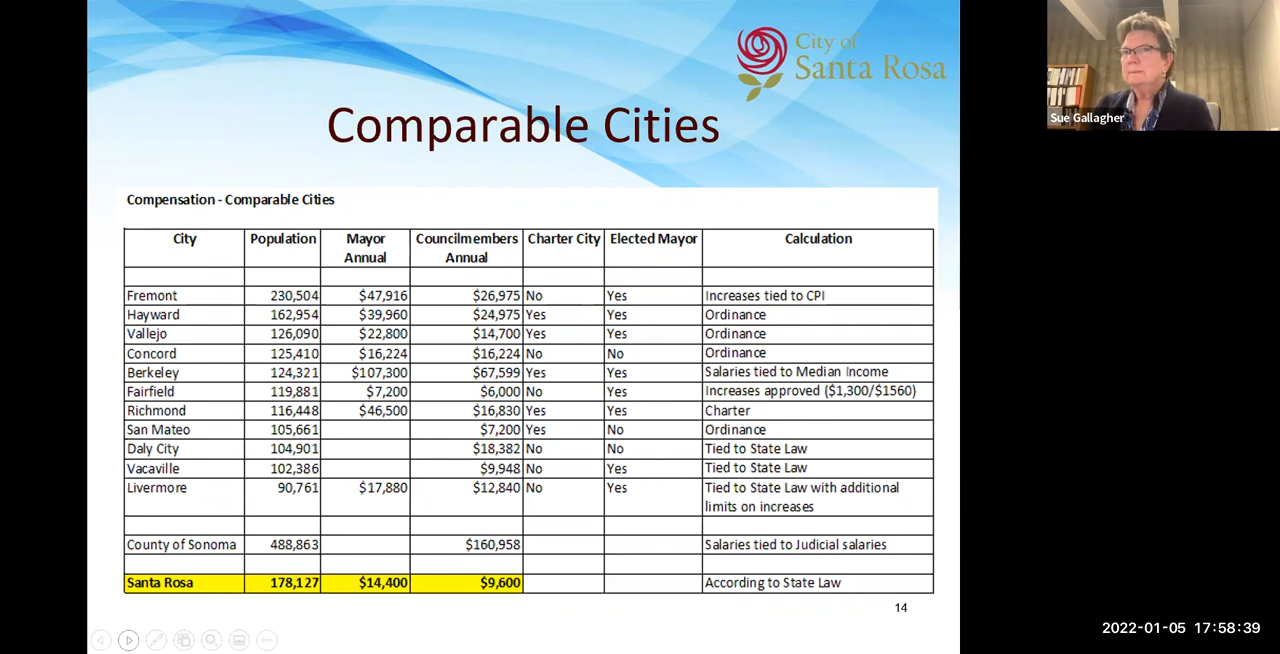 City of
Santa Rosa
Sue Gallagher
Comparable Cities
Compensation - Comparable Cities
City Population Mayor Annual Councilmembers Annual Charter City Elected Mayor Calculation
Fremont 230,504 $47,916 $26,975 No Yes Increases tied to CPI
Hayward 162,954 $39,960 $24,975 Yes Yes Ordinance
Vallejo 126,090 $22,800 $14,700 Yes Yes Ordinance
Concord 125,410 $16,224 $16,224 No No Ordinance
Berkeley 124,321 $107,300 $67,599 Yes Yes Salaries tied to Median Income
Fairfield 119,881 $7,200 $6,000 No Yes Increases approved ($1,300/$1560)
Richmond 116,448 $46,500 $16,830 Yes Yes Charter
San Mateo 105,661 $7,200 Yes No Ordinance
Daly City 104,901 $18,382 No No Tied to State Law
Vacaville 102,386 $9,948 No Yes Tied to State Law
Livermore 90,761 $17,880 $12,840 No Yes Tied to State Law with additional
limits on increases
County of Sonoma 488,863 $160,958 Salaries tied to Judicial salaries
Santa Rosa 178,127 $14,400 $9,600 According to State Law
14
2022-01-05 17:58:39